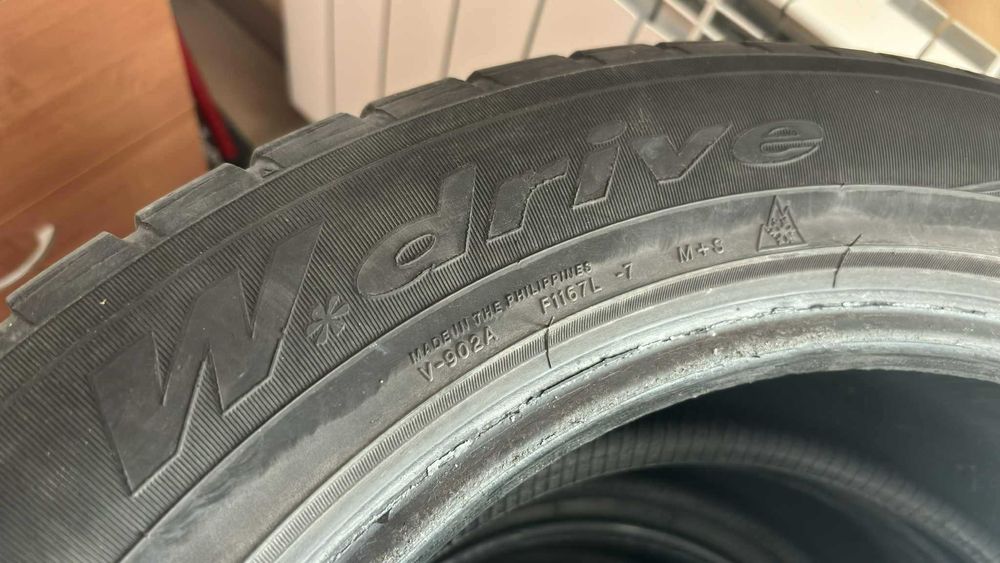 W*drive
MADE IN THE PHILIPPINES
V-902A F1167L -7 M+S